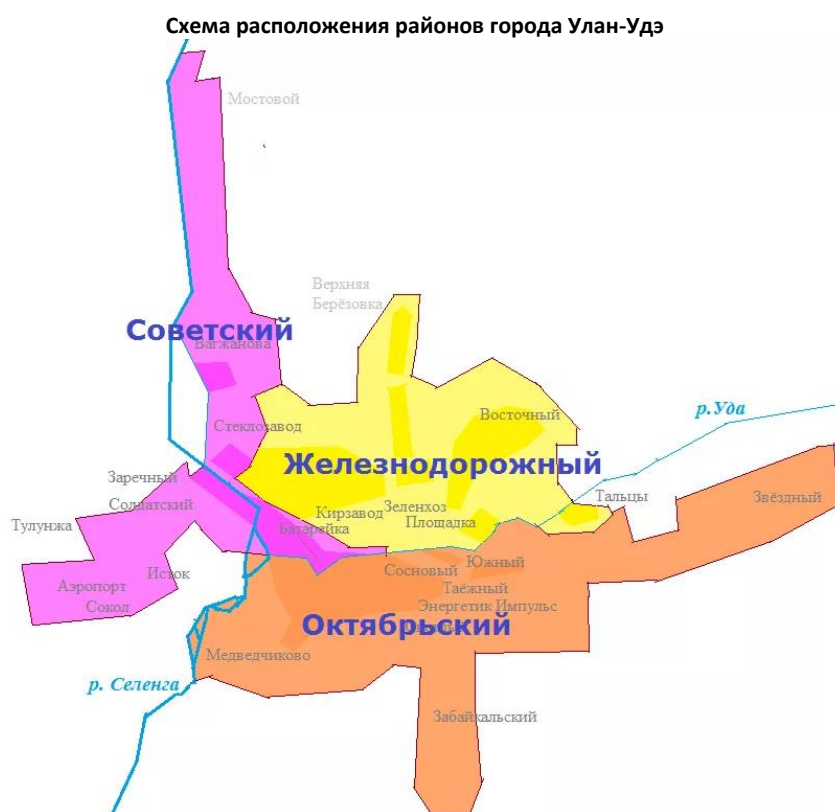 Схема расположения районов города Улан-Удэ
Мостовой
Верхняя
Берёзовка
Советский
Вагжанова
Восточный
р.Уда
Стеклозавод
Железнодорожный
Заречный
Солдатский
Тальцы
Звёздный
Зеленхоз
Кирзавод
Площадка
Тулунжа
Батарейка
Южный
Сосновый
Исток
Аэропорт
Таёжный
Сокол
Энергетик Импульс
Октябрьский
Медведчиково
р. Селенга
Забайкальский